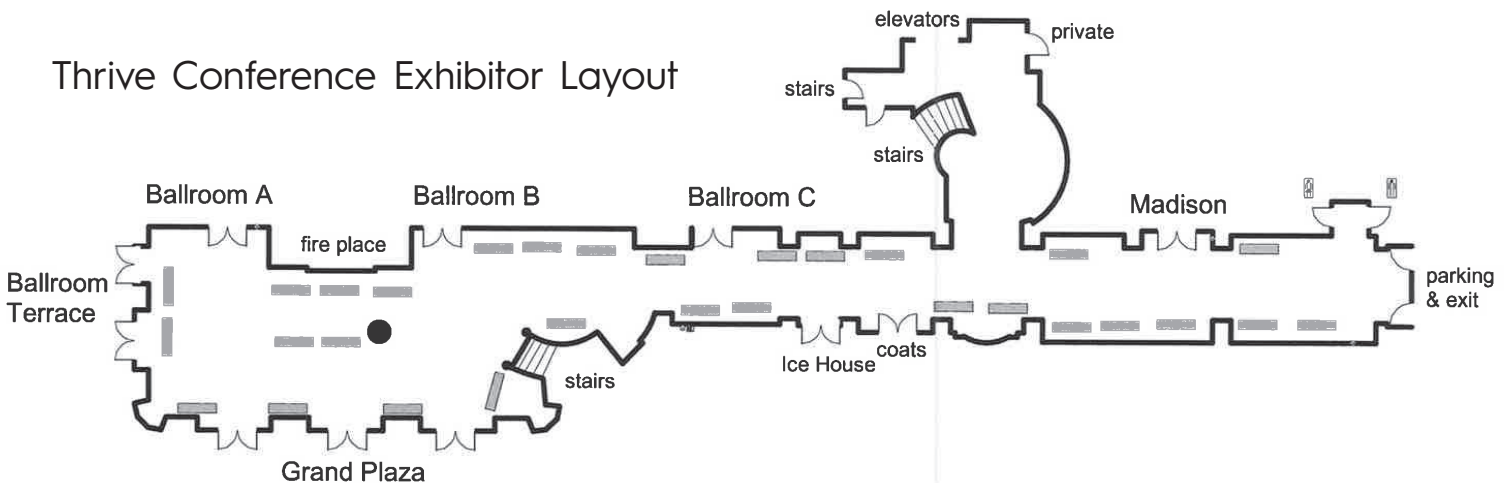 elevators
private
Thrive Conference Exhibitor Layout
stairs
stairs
Ballroom A
Ballroom B
Ballroom C
Madison
fire place
Ballroom
Terrace
parking
& exit
Ice House
coats
stairs
Grand Plaza